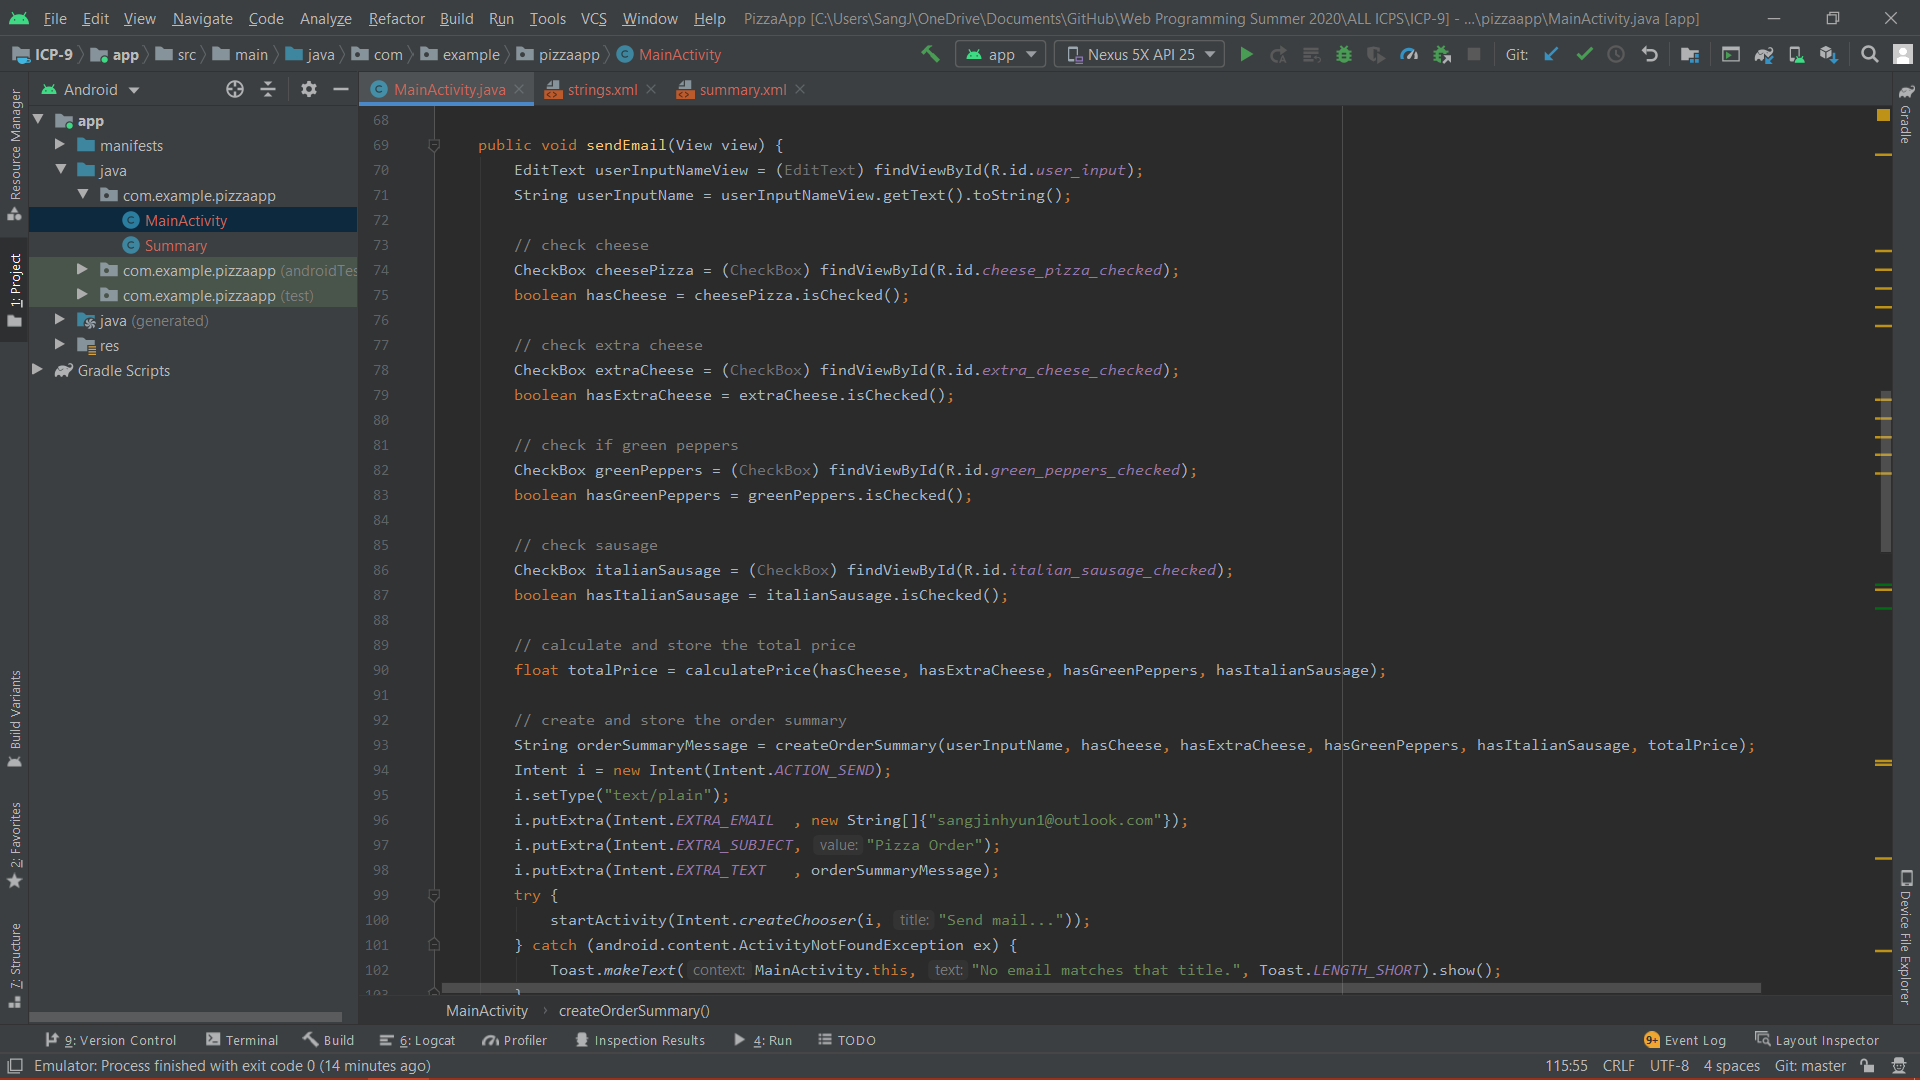 File Edit View Navigate Code Analyze Refactor Build Run Tools VCS Window Help PizzaApp [C:\Users\SangJ\OneDrive\Documents\GitHub\Web Programming Summer 2020\ALL ICPS\ICP-9] - ...\pizzaapp\MainActivity.java [app]
ICP-9 app src main java com example pizzaapp MainActivity app Nexus 5X API 25 Git:
Android MainActivity.java strings.xml summary.xml
Resource Manager
1: Project
Build Variants
2: Favorites
7: Structure
app
manifests
java
com.example.pizzaapp
MainActivity
Summary
com.example.pizzaapp (androidTes
com.example.pizzaapp (test)
java (generated)
res
Gradle Scripts
68
69 public void sendEmail(View view) {
70 EditText userInputNameView = (EditText) findViewById(R.id.user_input);
71 String userInputName = userInputNameView.getText().toString();
72
73 // check cheese
74 CheckBox cheesePizza = (CheckBox) findViewById(R.id.cheese_pizza_checked);
75 boolean hasCheese = cheesePizza.isChecked();
76
77 // check extra cheese
78 CheckBox extraCheese = (CheckBox) findViewById(R.id.extra_cheese_checked);
79 boolean hasExtraCheese = extraCheese.isChecked();
80
81 // check if green peppers
82 CheckBox greenPeppers = (CheckBox) findViewById(R.id.green_peppers_checked);
83 boolean hasGreenPeppers = greenPeppers.isChecked();
84
85 // check sausage
86 CheckBox italianSausage = (CheckBox) findViewById(R.id.italian_sausage_checked);
87 boolean hasItalianSausage = italianSausage.isChecked();
88
89 // calculate and store the total price
90 float totalPrice = calculatePrice(hasCheese, hasExtraCheese, hasGreenPeppers, hasItalianSausage);
91
92 // create and store the order summary
93 String orderSummaryMessage = createOrderSummary(userInputName, hasCheese, hasExtraCheese, hasGreenPeppers, hasItalianSausage, totalPrice);
94 Intent i = new Intent(Intent.ACTION_SEND);
95 i.setType("text/plain");
96 i.putExtra(Intent.EXTRA_EMAIL , new String[]{"sangjinhyun1@outlook.com"});
97 i.putExtra(Intent.EXTRA_SUBJECT, value: "Pizza Order");
98 i.putExtra(Intent.EXTRA_TEXT , orderSummaryMessage);
99 try {
100 startActivity(Intent.createChooser(i, title: "Send mail..."));
101 } catch (android.content.ActivityNotFoundException ex) {
102 Toast.makeText( context: MainActivity.this, text: "No email matches that title.", Toast.LENGTH_SHORT).show();
103 }
Gradle
Device File Explorer
MainActivity createOrderSummary()
9: Version Control Terminal Build 6: Logcat Profiler Inspection Results 4: Run TODO 9+ Event Log Layout Inspector
Emulator: Process finished with exit code 0 (14 minutes ago) 115:55 CRLF UTF-8 4 spaces Git: master